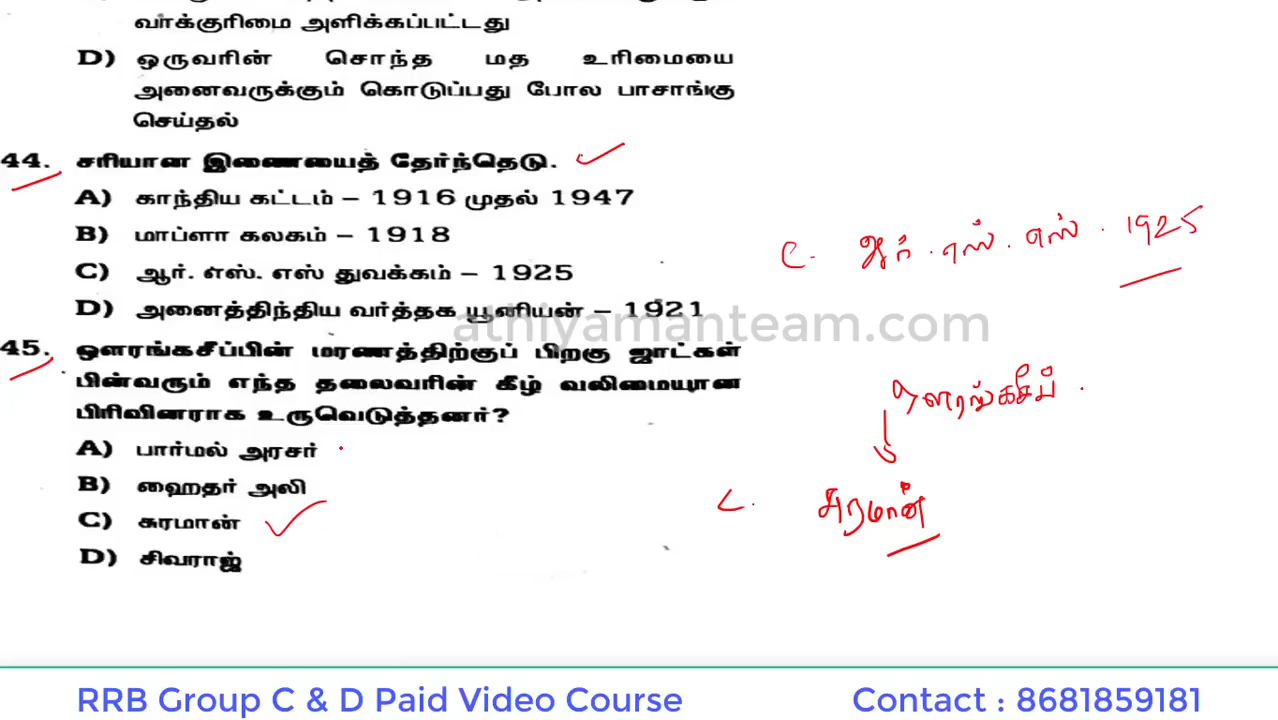 வாக்குரிமை அளிக்கப்பட்டது
D) ஒருவரின் சொந்த மத உரிமையை
அனைவருக்கும் கொடுப்பது போல பாசாங்கு
செய்தல்
44. சரியான இணையைத் தேர்ந்தெடு.
A) காந்திய கட்டம் – 1916 முதல் 1947
B) மாப்ளா கலகம் – 1918
C) ஆர். எஸ். எஸ் துவக்கம் – 1925
D) அனைத்திந்திய வர்த்தக யூனியன் – 1921
C. ஆர். எஸ். எஸ். 1925
athiyamanteam.com
45. ஔரங்கசீப்பின் மரணத்திற்குப் பிறகு ஜாட்கள்
பின்வரும் எந்த தலைவரின் கீழ் வலிமையான
பிரிவினராக உருவெடுத்தனர்?
A) பார்மல் அரசர்
B) ஹைதர் அலி
C) சுரமான்
D) சிவராஜ்
ஔரங்கசீப்
C. சுரமான்
RRB Group C & D Paid Video Course
Contact : 8681859181